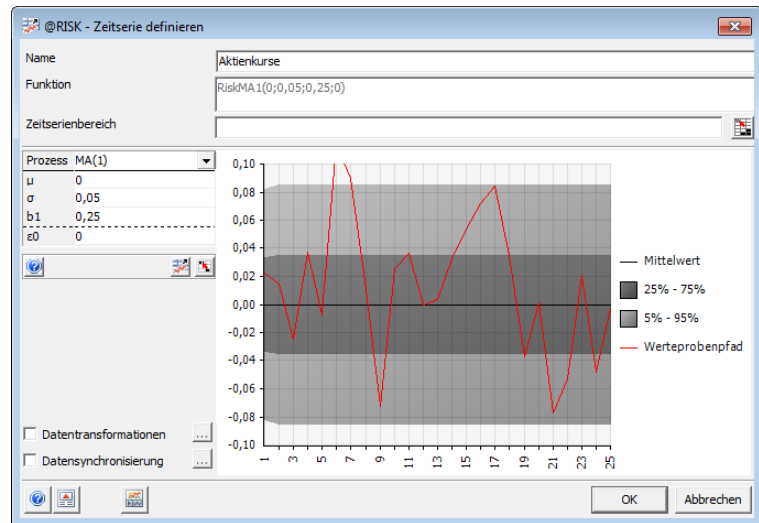 @RISK - Zeitserie definieren
Name
Aktienkurse
Funktion
RiskMA1(0;0,05;0,25;0)
Zeitserienbereich
Prozess MA(1)
μ 0
σ 0,05
b1 0,25
ε0 0
0,10
0,08
0,06
0,04
0,02
0,00
-0,02
-0,04
-0,06
-0,08
-0,10
1 3 5 7 9 11 13 15 17 19 21 23 25
Mittelwert
25% - 75%
5% - 95%
Werteprobenpfad
Datentransformationen ...
Datensynchronisierung ...
OK Abbrechen